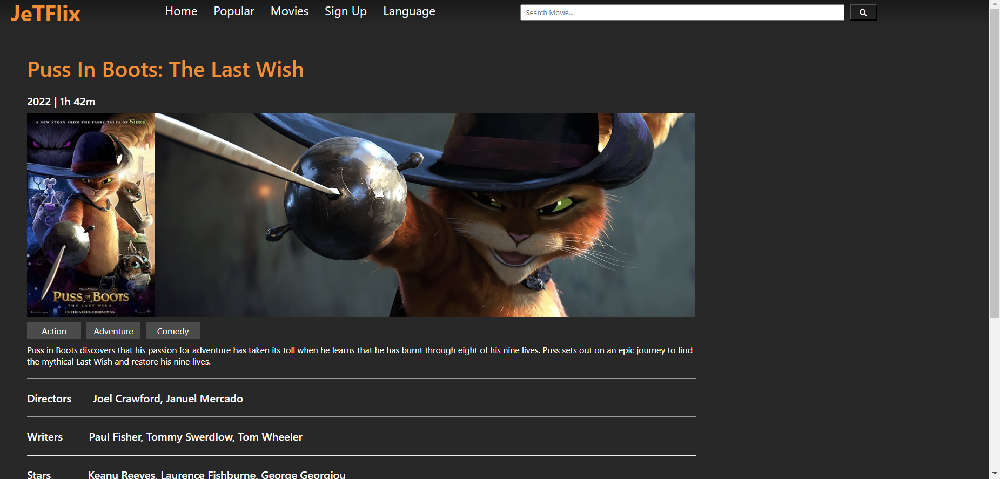 JeTFlix
Home Popular Movies Sign Up Language
Search Movie...
Puss In Boots: The Last Wish
2022 | 1h 42m
A NEW STORY FROM THE FAIRY TALES OF SHREK
PUSS IN BOOTS
THE LAST WISH
IN THEATERS CHRISTMAS
Action Adventure Comedy
Puss in Boots discovers that his passion for adventure has taken its toll when he learns that he has burnt through eight of his nine lives. Puss sets out on an epic journey to find
the mythical Last Wish and restore his nine lives.
Directors Joel Crawford, Januel Mercado
Writers Paul Fisher, Tommy Swerdlow, Tom Wheeler
Stars Keanu Reeves, Laurence Fishburne, George Georgiou